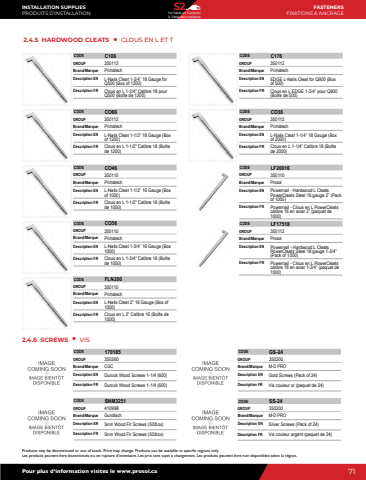 INSTALLATION SUPPLIES
PRODUITS D'INSTALLATION
S2
FASTENERS
FIXATIONS & ANCRAGE
2.4.5 HARDWOOD CLEATS • CLOUS EN L ET T
CODE C106
GROUP 350112
Brand/Marque Primatech
Description EN L-Nails Cleat 1-3/4" 18 Gauge for
Q500 (Box of 1200)
Description FR Clous en L 1-3/4" Calibre 18 pour
Q500 (Boîte de 1200)
CODE C176
GROUP 350112
Brand/Marque Primatech
Description EN EDGE L-Nails Cleat for Q800 (Box
of 500)
Description FR Clous en L EDGE 1-3/4" pour Q800
(Boîte de 500)
CODE CO66
GROUP 350112
Brand/Marque Primatech
Description EN L-Nails Cleat 1-1/2" 18 Gauge (Box
of 1200)
Description FR Clous en L 1-1/2" Calibre 18 (Boîte
de 1200)
CODE CO36
GROUP 350112
Brand/Marque Primatech
Description EN L-Nails Cleat 1-1/4" 18 Gauge (Box
of 2000)
Description FR Clous en L 1-1/4" Calibre 18 (Boîte
de 2000)
CODE CO46
GROUP 350110
Brand/Marque Primatech
Description EN L-Nails Cleat 1-1/2" 16 Gauge (Box
of 1000)
Description FR Clous en L 1-1/2" Calibre 16 (Boîte
de 1000)
CODE LF20016
GROUP 350110
Brand/Marque Prosol
Description EN Powernail - Hardwood L Cleats
PowerCleats Steel 16 gauge 2" (Pack
of 1000)
Description FR Powernail - Clous en L PowerCleats
calibre 16 en acier 2" (paquet de
1000)
CODE CO56
GROUP 350110
Brand/Marque Primatech
Description EN L-Nails Cleat 1-3/4" 16 Gauge (Box
1000)
Description FR Clous en L 1-3/4" Calibre 16 (Boîte
de 1000)
CODE LF17518
GROUP 350112
Brand/Marque Prosol
Description EN Powernail - Hardwood L Cleats
PowerCleats Steel 18 gauge 1-3/4"
(Pack of 1000)
Description FR Powernail - Clous en L PowerCleats
calibre 18 en acier 1-3/4" (paquet de
1000)
CODE FLN200
GROUP 350110
Brand/Marque Primatech
Description EN L-Nails Cleat 2" 16 Gauge (Box of
1000)
Description FR Clous en L 2" Calibre 16 (Boîte de
1000)
2.4.6 SCREWS • VIS
IMAGE
COMING SOON
IMAGE BIENTÔT
DISPONIBLE
CODE 170185
GROUP 350260
Brand/Marque CGC
Description EN Durock Wood Screws 1-1/4 (600)
Description FR Durock Wood Screws 1-1/4 (600)
IMAGE
COMING SOON
IMAGE BIENTÔT
DISPONIBLE
CODE GS-24
GROUP 350200
Brand/Marque M-D PRO
Description EN Gold Screws (Pack of 24)
Description FR Vis couleur or (paquet de 24)
IMAGE
COMING SOON
IMAGE BIENTÔT
DISPONIBLE
CODE SNM3251
GROUP 410998
Brand/Marque Gundlach
Description EN 5mm Wood Flr Screws (50/box)
Description FR 5mm Wood Flr Screws (50/box)
IMAGE
COMING SOON
IMAGE BIENTÔT
DISPONIBLE
CODE SS-24
GROUP 350200
Brand/Marque M-D PRO
Description EN Silver Screws (Pack of 24)
Description FR Vis couleur argent (paquet de 24)
Products may be discontinued or out of stock. Price may change. Products can be available in specific regions only.
Les produits peuvent être discontinués ou en rupture d'inventaire. Les prix sont sujet à changement. Les produits peuvent être non disponibles selon la région.
Pour plus d'information visitez le www.prosol.ca
71